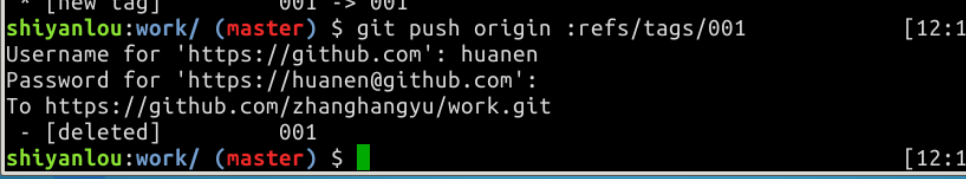 * [new tag] 001 -> 001
shiyanlou:work/ (master) $ git push origin :refs/tags/001 [12:1
Username for 'https://github.com': huanen
Password for 'https://huanen@github.com':
To https://github.com/zhanghangyu/work.git
- [deleted] 001
shiyanlou:work/ (master) $ [12:1